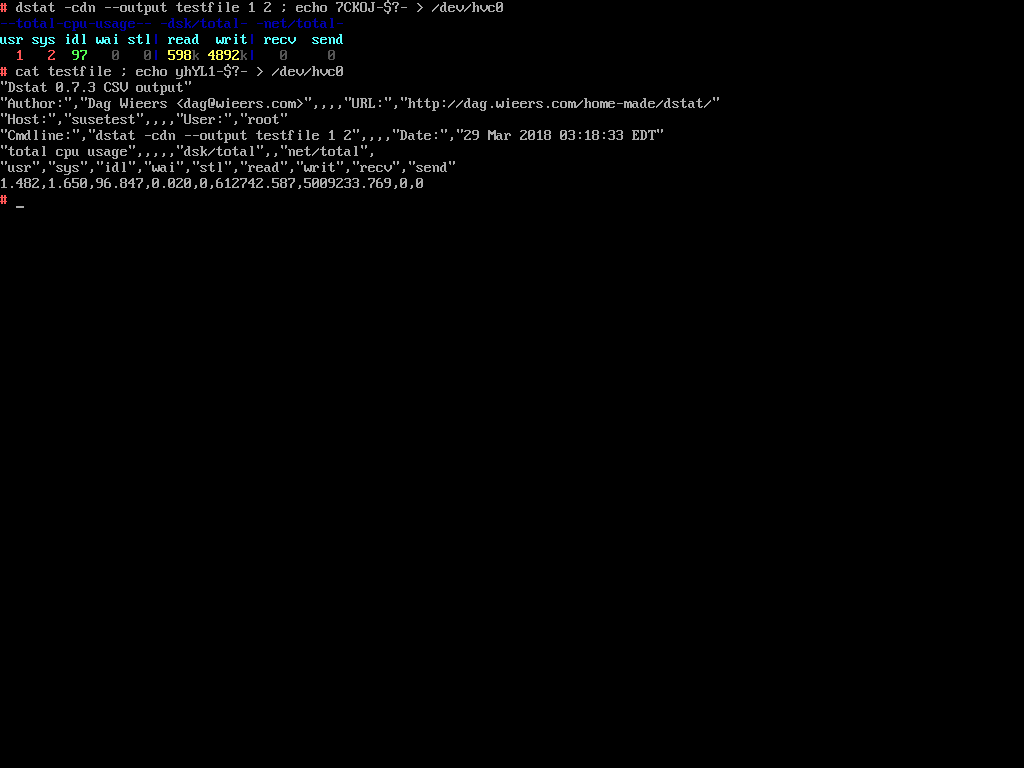 # dstat -cdn --output testfile 1 2 ; echo 7CKOJ-$?- > /dev/hvc0
--total-cpu-usage-- -dsk/total- -net/total-
usr sys idl wai stl| read  writ| recv  send
  1   2  97   0   0| 598k 4892k|   0     0
# cat testfile ; echo yhYL1-$?- > /dev/hvc0
"Dstat 0.7.3 CSV output"
"Author:","Dag Wieers <dag@wieers.com>",,,,"URL:","http://dag.wieers.com/home-made/dstat/"
"Host:","susetest",,,,"User:","root"
"Cmdline:","dstat -cdn --output testfile 1 2",,,,"Date:","29 Mar 2018 03:18:33 EDT"
"total cpu usage",,,,,"dsk/total",,"net/total",
"usr","sys","idl","wai","stl","read","writ","recv","send"
1.482,1.650,96.847,0.020,0,612742.587,5009233.769,0,0
# _